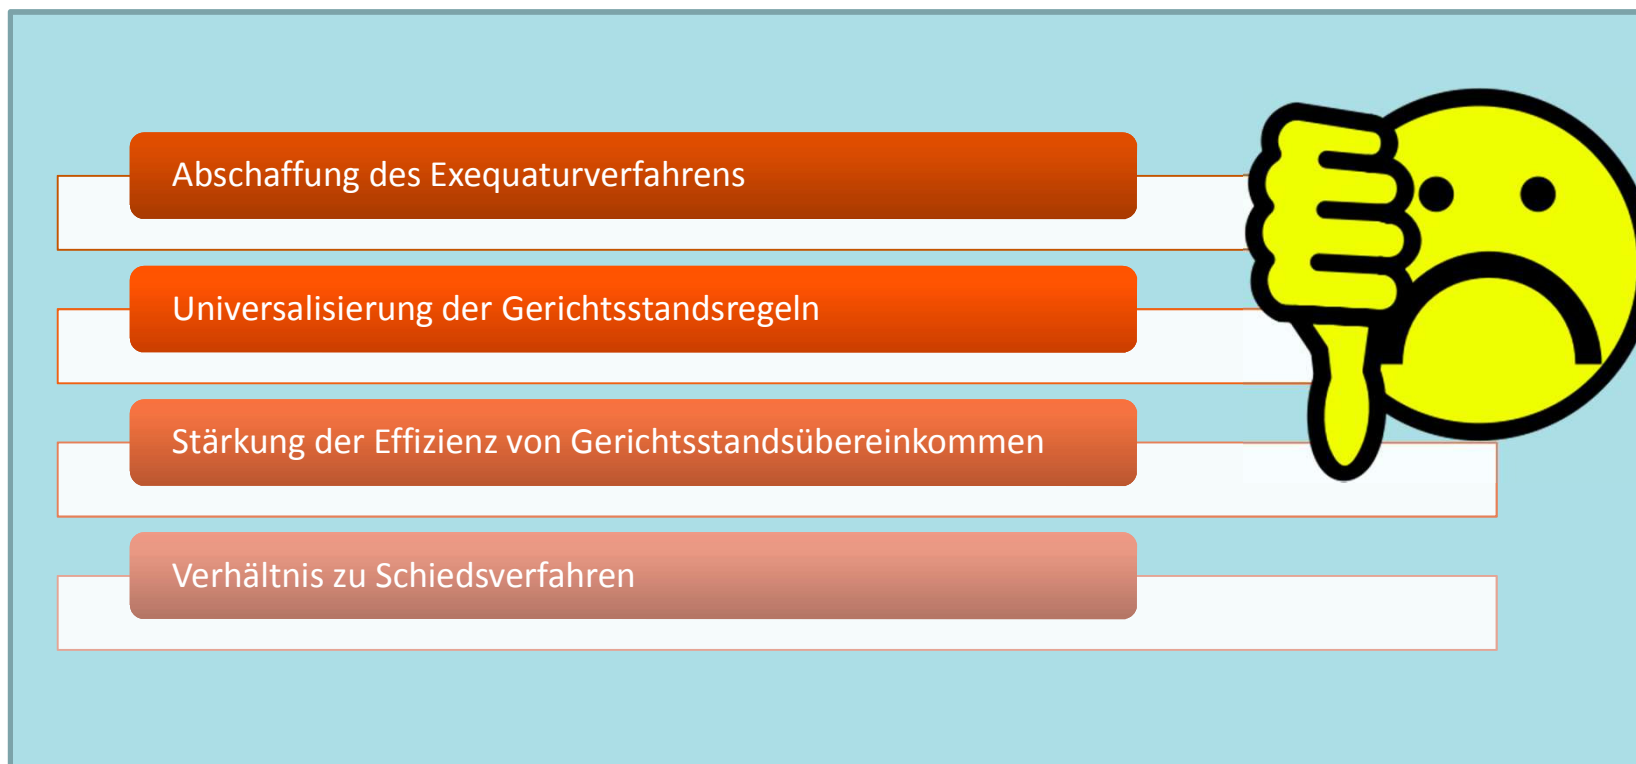 Abschaffung des Exequaturverfahrens
Universalisierung der Gerichtsstandsregeln
Stärkung der Effizienz von Gerichtsstandsübereinkommen
Verhältnis zu Schiedsverfahren